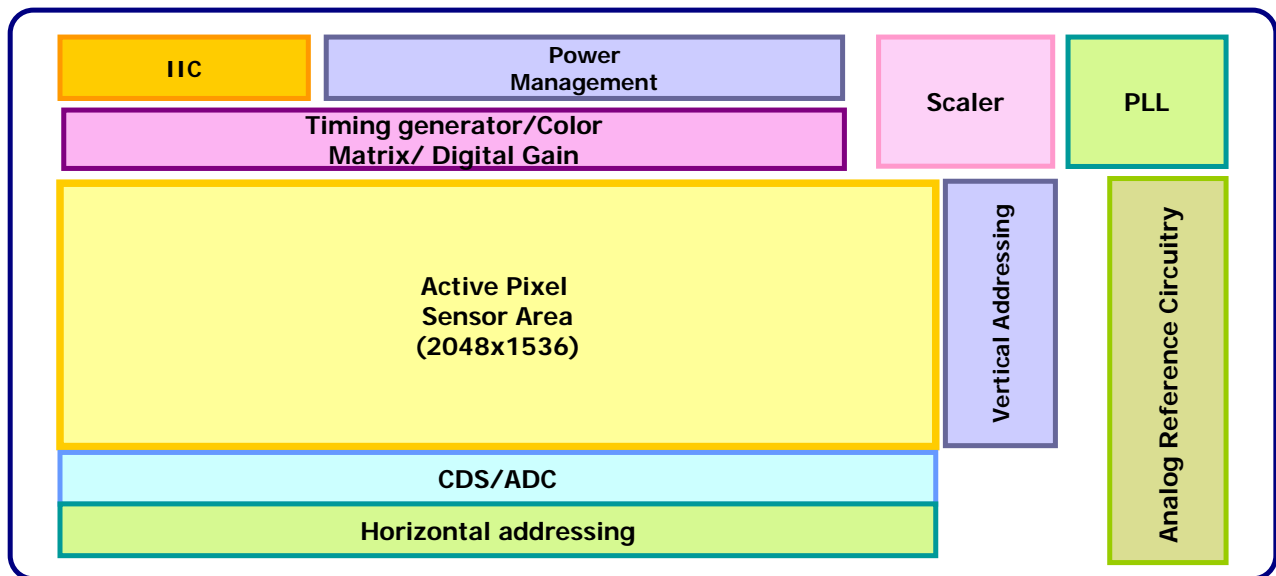 IIC
Power
Management
Scaler
PLL
Timing generator/Color
Matrix/ Digital Gain
Active Pixel
Sensor Area
(2048x1536)
Vertical Addressing
Analog Reference Circuitry
CDS/ADC
Horizontal addressing